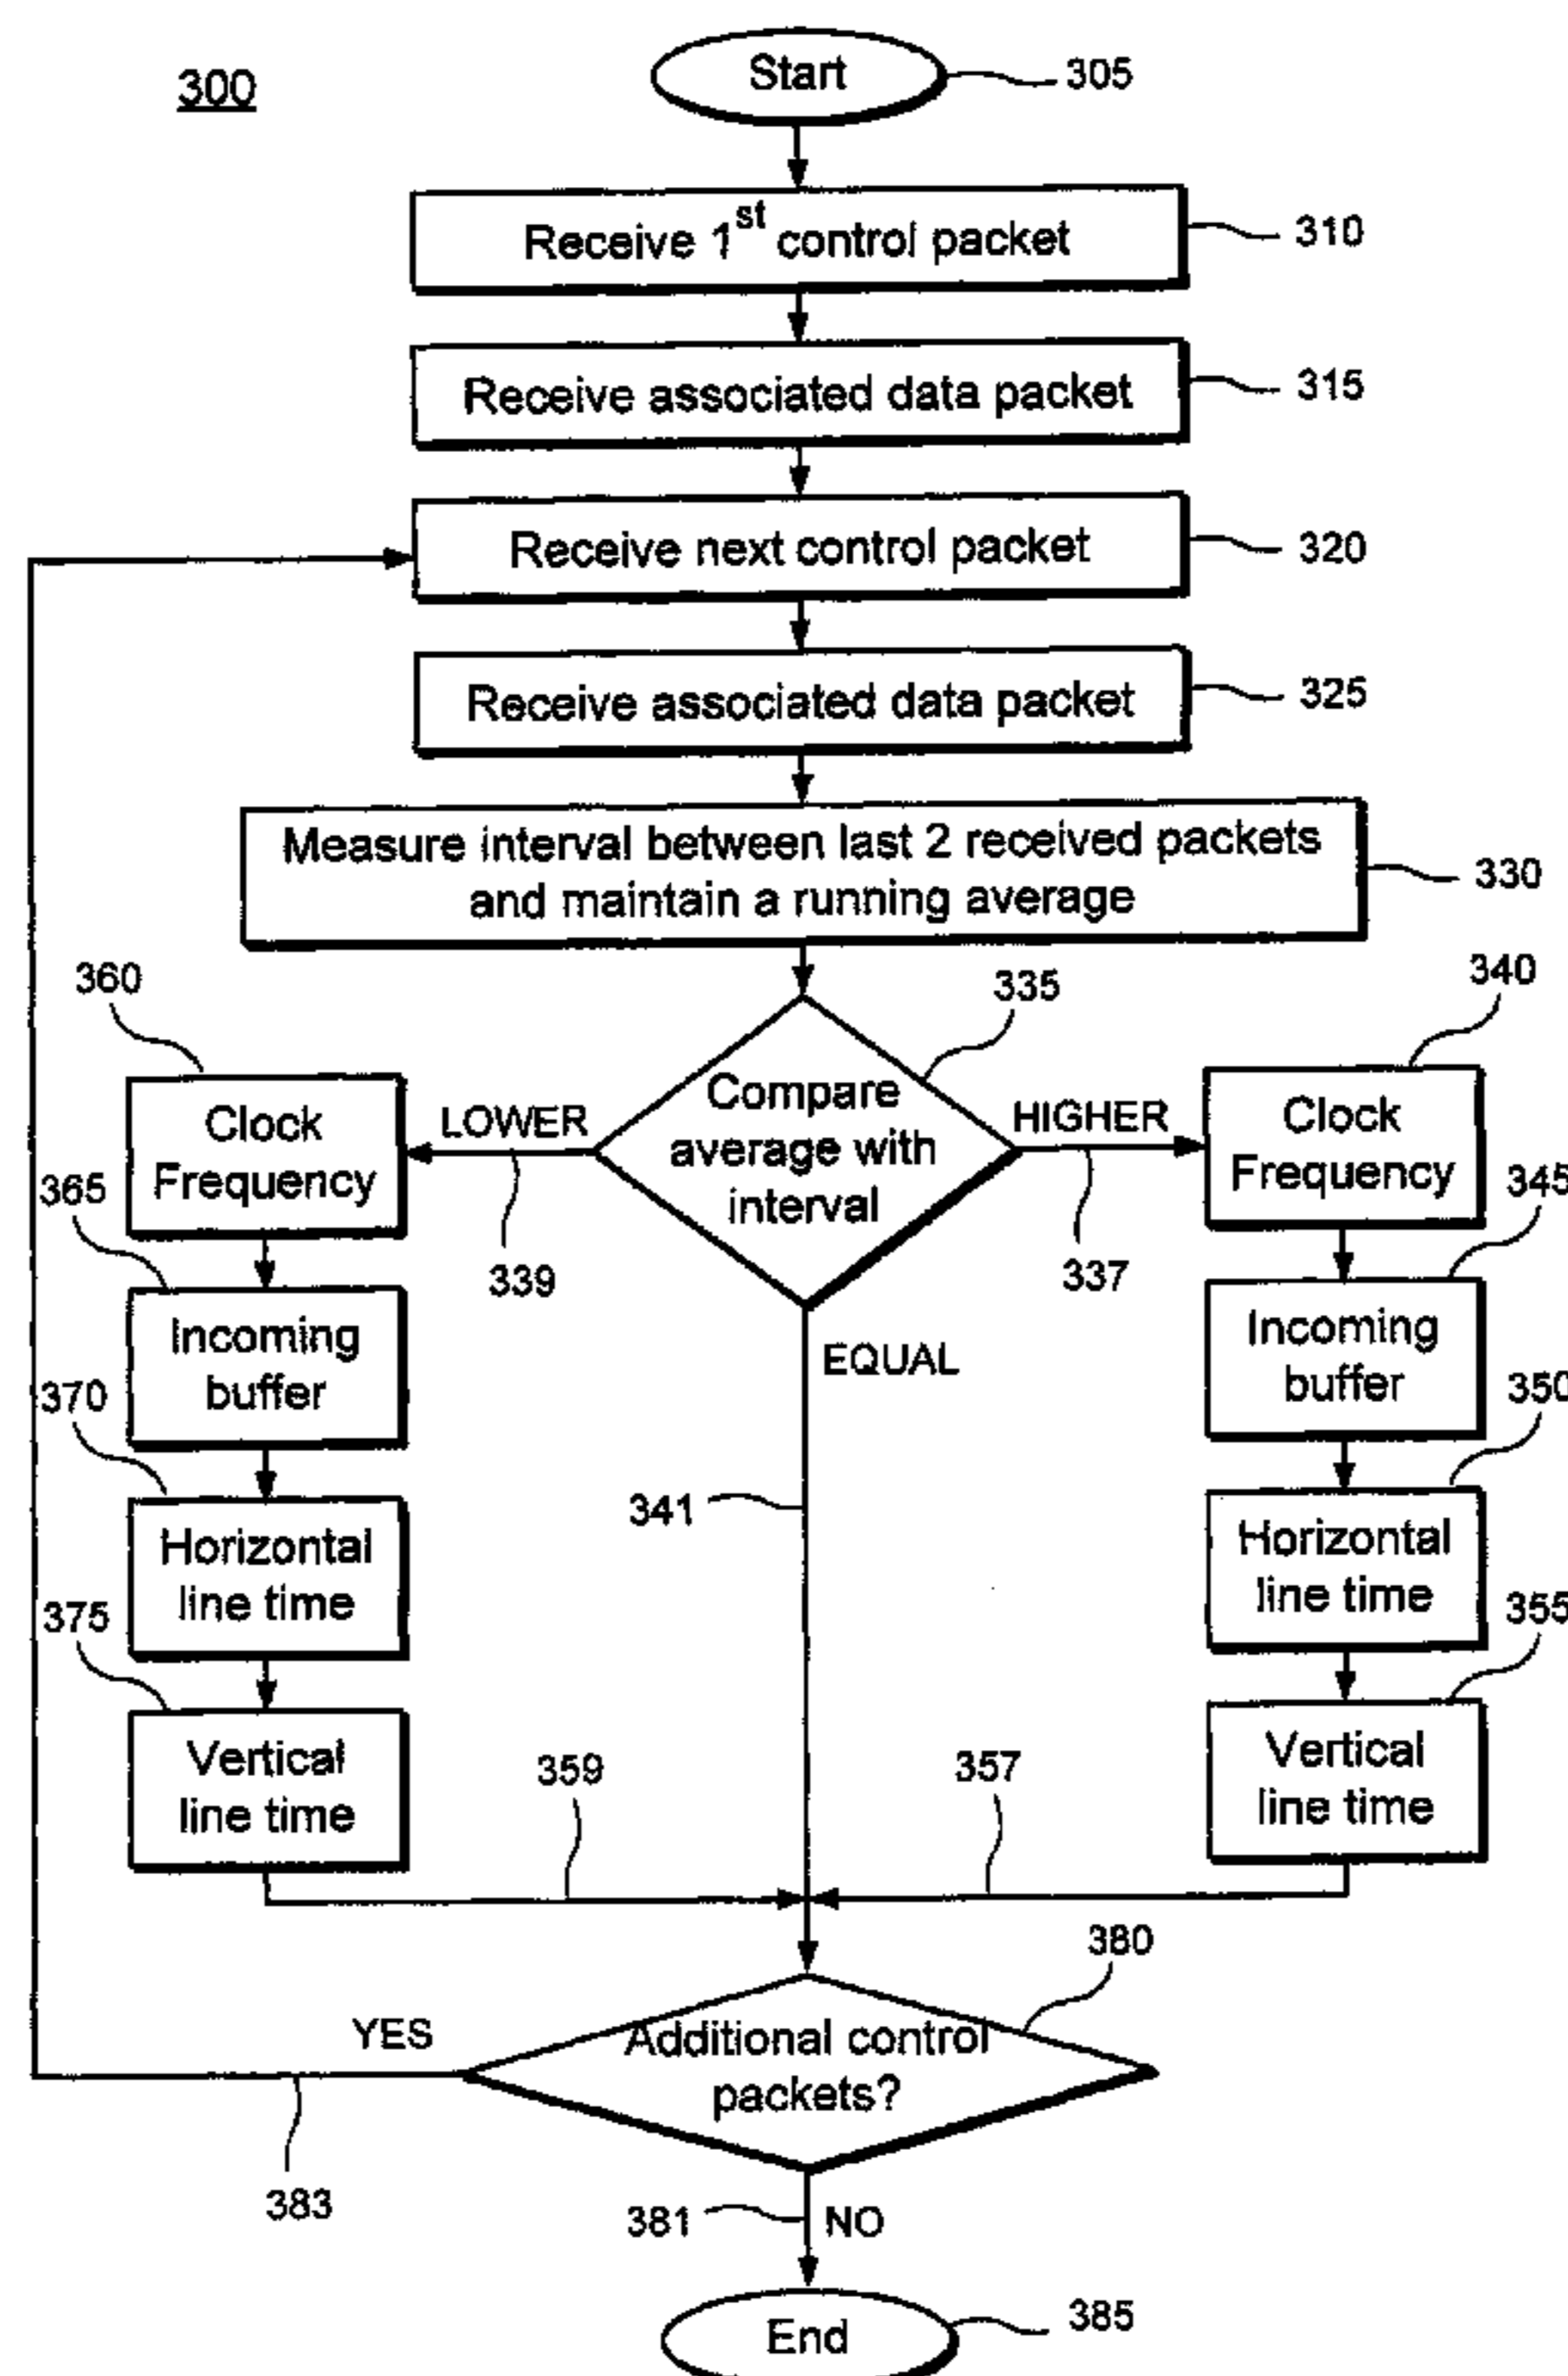 300
Start
305
Receive 1st control packet
310
Receive associated data packet
315
Receive next control packet
320
Receive associated data packet
325
Measure interval between last 2 received packets
and maintain a running average
330
360
335
340
Clock
Frequency
LOWER
Compare
average with
interval
HIGHER
Clock
Frequency
365
339
337
345
Incoming
buffer
EQUAL
Incoming
buffer
370
350
341
Horizontal
line time
Horizontal
line time
375
355
Vertical
line time
359
357
Vertical
line time
380
YES
Additional control
packets?
383
381
NO
End
385